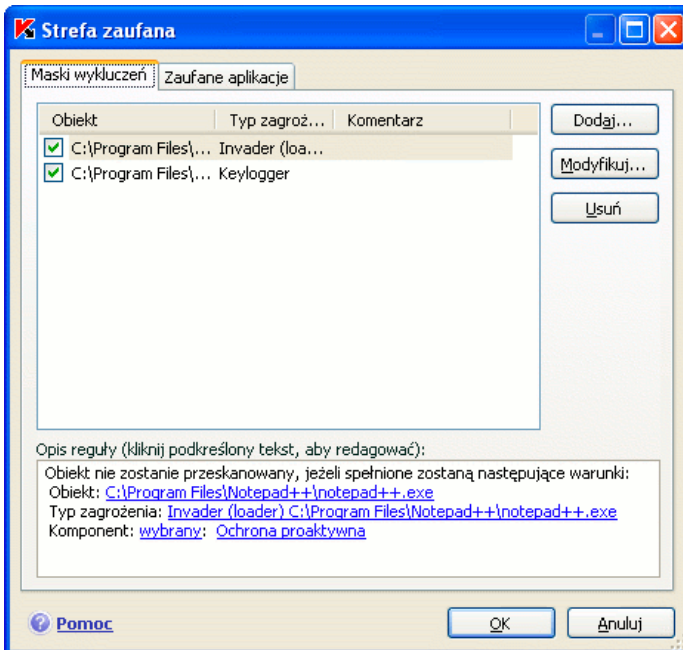 Strefa zaufana
Maski wykluczeń Zaufane aplikacje
Obiekt Typ zagroż... Komentarz
C:\Program Files\... Invader (loa...
C:\Program Files\... Keylogger
Dodaj...
Modyfikuj...
Usuń
Opis reguły (kliknij podkreślony tekst, aby redagować):
Obiekt nie zostanie przeskanowany, jeżeli spełnione zostaną następujące warunki:
Obiekt: C:\Program Files\Notepad++\notepad++.exe
Typ zagrożenia: Invader (loader) C:\Program Files\Notepad++\notepad++.exe
Komponent: wybrany: Ochrona proaktywna
Pomoc
OK Anuluj